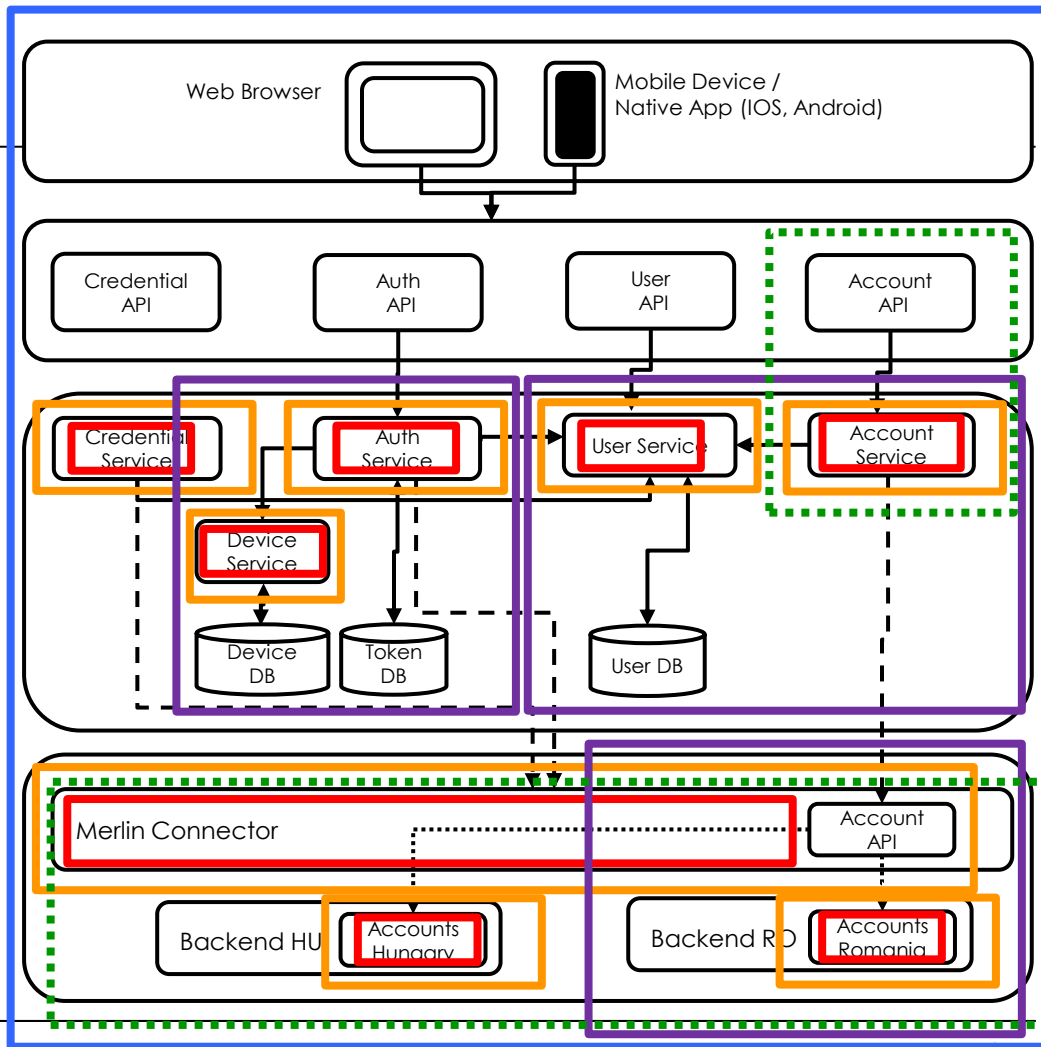 Web Browser
Mobile Device /
Native App (IOS, Android)
Credential
API
Auth
API
User
API
Account
API
Credential
Service
Auth
Service
User Service
Account
Service
Device
Service
Device
DB
Token
DB
User DB
Merlin Connector
Account
API
Backend HU
Accounts
Hungary
Backend RO
Accounts
Romania